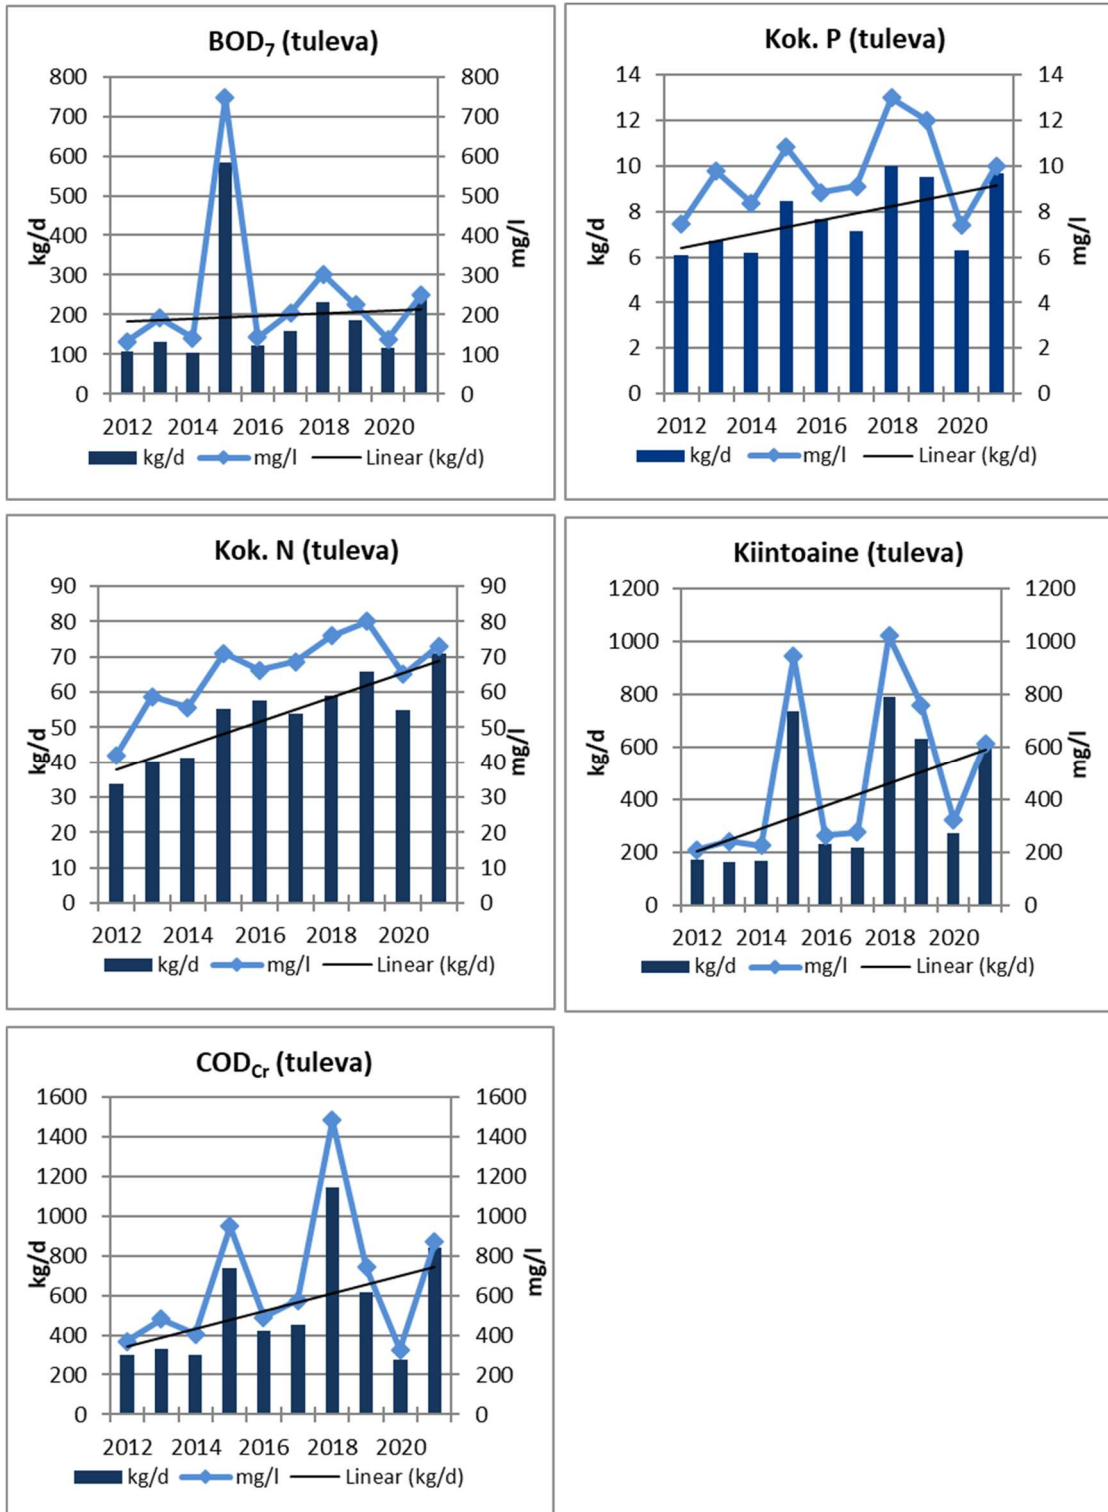 BOD₇ (tuleva)
800 800
700 700
600 600
500 500
400 400
300 300
200 200
100 100
0 0
kg/d mg/l
2012 2014 2016 2018 2020
kg/d mg/l Linear (kg/d)
Kok. P (tuleva)
14 14
12 12
10 10
8 8
6 6
4 4
2 2
0 0
kg/d mg/l
2012 2014 2016 2018 2020
kg/d mg/l Linear (kg/d)
Kok. N (tuleva)
90 90
80 80
70 70
60 60
50 50
40 40
30 30
20 20
10 10
0 0
kg/d mg/l
2012 2014 2016 2018 2020
kg/d mg/l Linear (kg/d)
Kiintoaine (tuleva)
1200 1200
1000 1000
800 800
600 600
400 400
200 200
0 0
kg/d mg/l
2012 2014 2016 2018 2020
kg/d mg/l Linear (kg/d)
COD_Cr (tuleva)
1600 1600
1400 1400
1200 1200
1000 1000
800 800
600 600
400 400
200 200
0 0
kg/d mg/l
2012 2014 2016 2018 2020
kg/d mg/l Linear (kg/d)